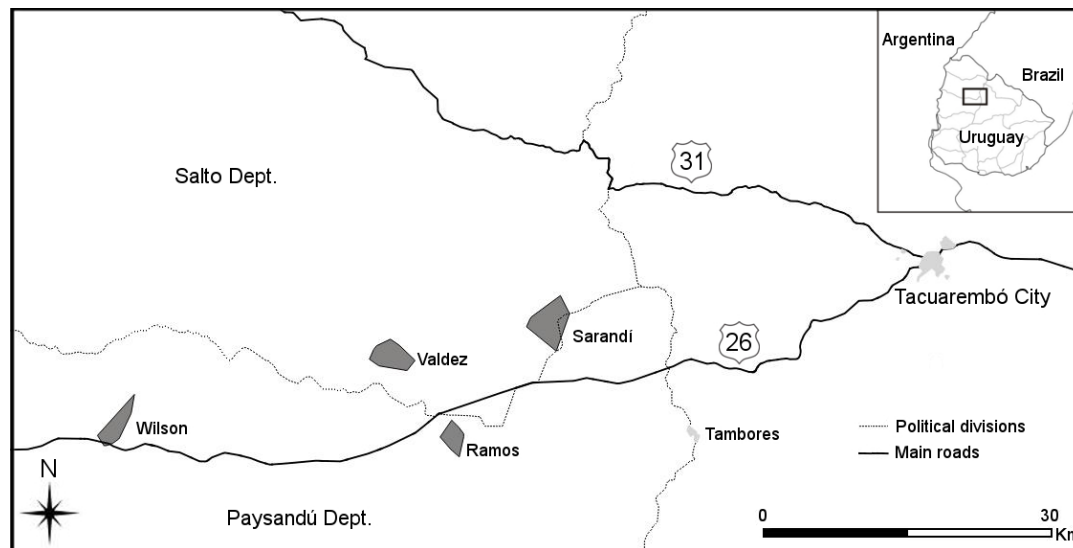 Argentina
Brazil
Uruguay
31
Salto Dept.
Tacuarembó City
Sarandí
26
Valdez
Wilson
Ramos
Tambores
Political divisions
Main roads
N
Paysandú Dept.
0
30
Km